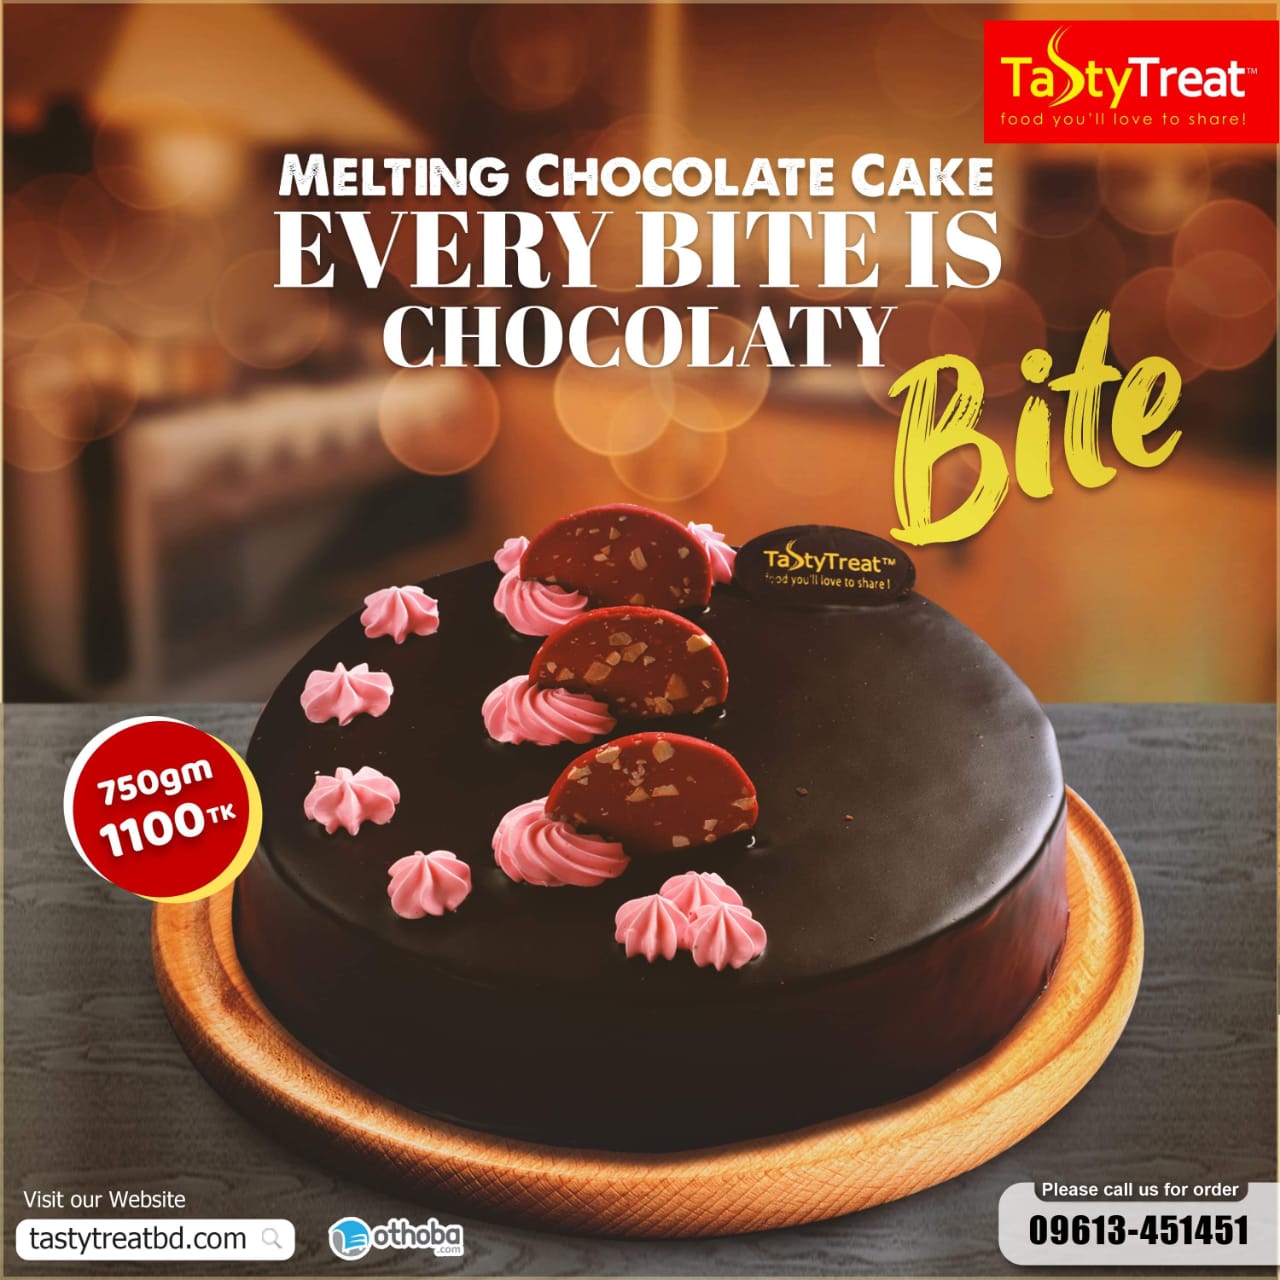 TastyTreat™
food you'll love to share!
MELTING CHOCOLATE CAKE
EVERY BITE IS
CHOCOLATY
Bite
TastyTreat™
food you'll love to share!
750gm
1100TK
Visit our Website
tastytreatbd.com
othoba
.com
Please call us for order
09613-451451